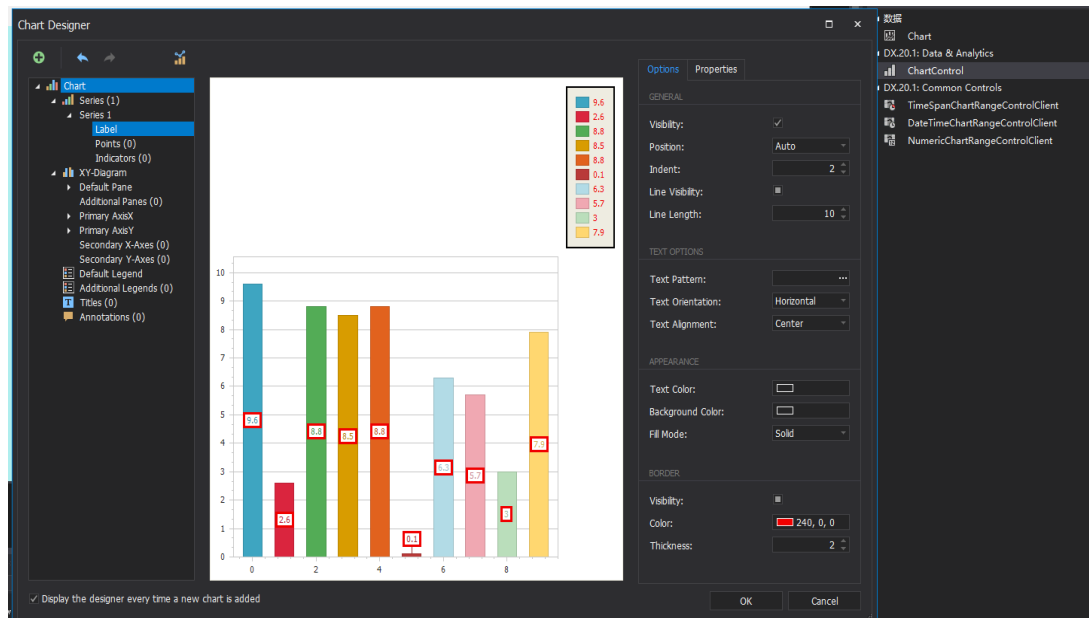 Chart Designer
Chart
Series (1)
Series 1
Label
Points (0)
Indicators (0)
XY-Diagram
Default Pane
Additional Panes (0)
Primary AxisX
Primary AxisY
Secondary X-Axes (0)
Secondary Y-Axes (0)
Default Legend
Additional Legends (0)
Titles (0)
Annotations (0)
9.6
2.6
8.8
8.5
8.8
0.1
6.3
5.7
3
7.9
10
9
8
7
6
5
4
3
2
1
0
9.6
2.6
8.8
8.5
8.8
0.1
6.3
5.7
3
7.9
0 2 4 6 8
Options Properties
GENERAL
Visibility:
Position: Auto
Indent: 2
Line Visibility:
Line Length: 10
TEXT OPTIONS
Text Pattern: ...
Text Orientation: Horizontal
Text Alignment: Center
APPEARANCE
Text Color:
Background Color:
Fill Mode: Solid
BORDER
Visibility:
Color: 240, 0, 0
Thickness: 2
Display the designer every time a new chart is added
OK Cancel
数据
Chart
DX.20.1: Data & Analytics
ChartControl
DX.20.1: Common Controls
TimeSpanChartRangeControlClient
DateTimeChartRangeControlClient
NumericChartRangeControlClient